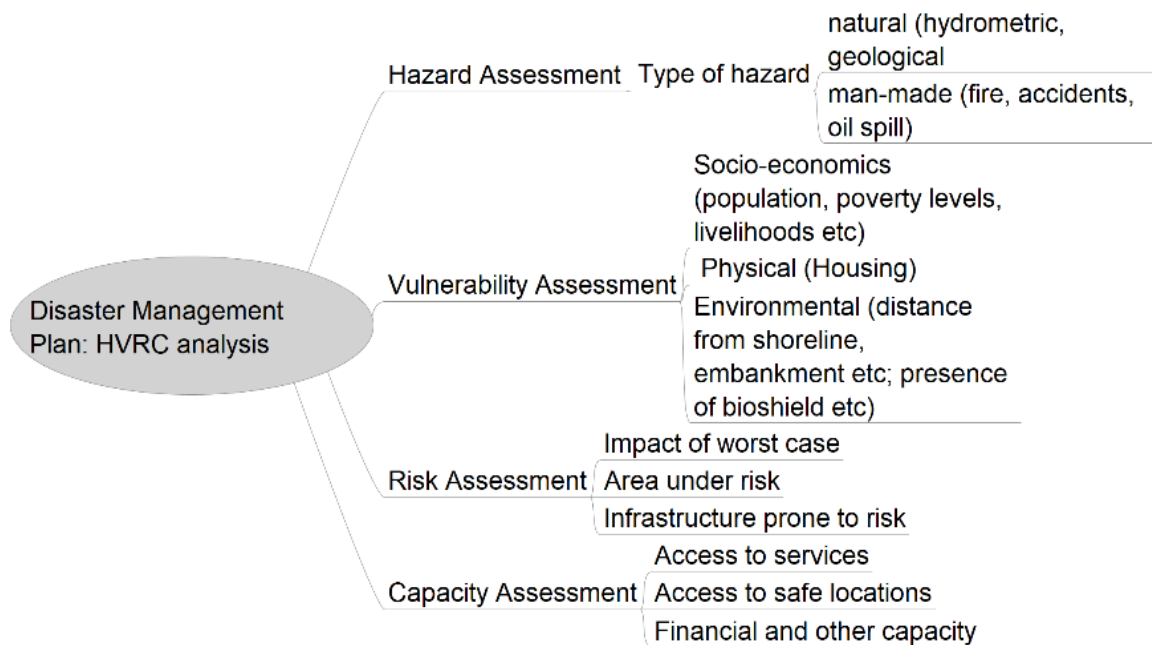 Disaster Management
Plan: HVRC analysis
Hazard Assessment
Type of hazard
natural (hydrometric,
geological
man-made (fire, accidents,
oil spill)
Vulnerability Assessment
Socio-economics
(population, poverty levels,
livelihoods etc)
Physical (Housing)
Environmental (distance
from shoreline,
embankment etc; presence
of bioshield etc)
Risk Assessment
Impact of worst case
Area under risk
Infrastructure prone to risk
Capacity Assessment
Access to services
Access to safe locations
Financial and other capacity